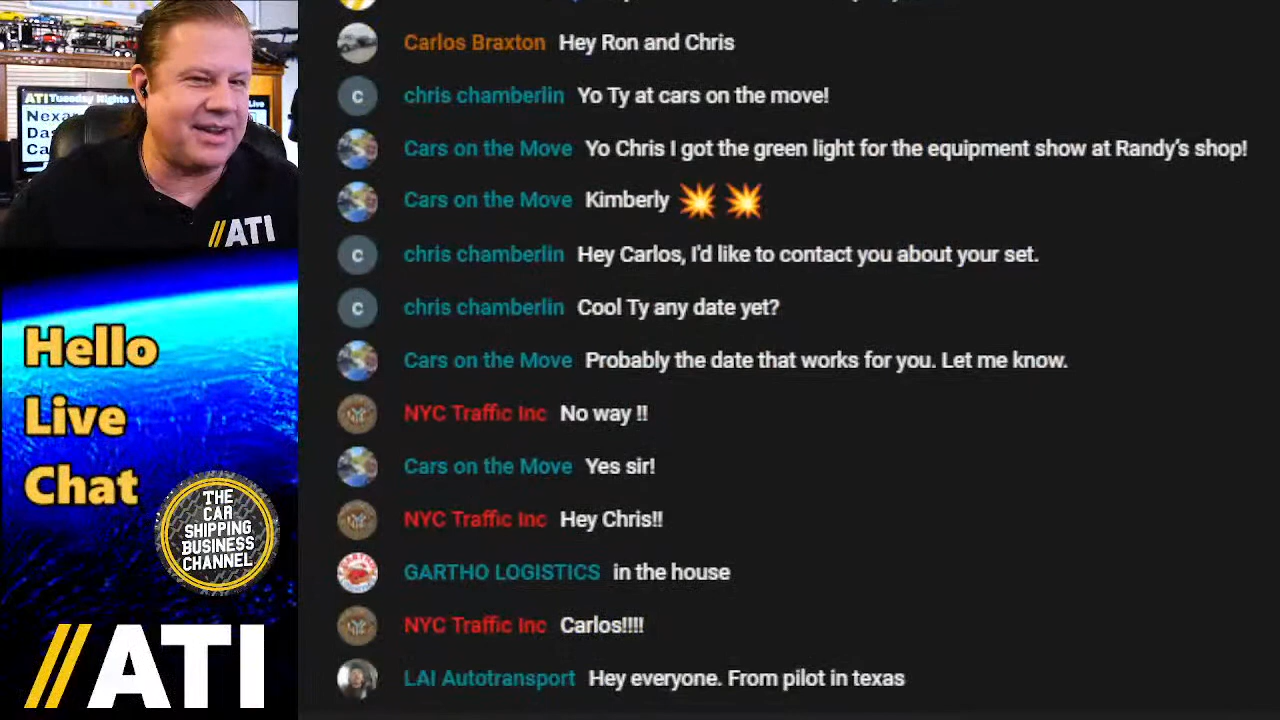 Carlos Braxton Hey Ron and Chris
chris chamberlin Yo Ty at cars on the move!
Cars on the Move Yo Chris I got the green light for the equipment show at Randy's shop!
Cars on the Move Kimberly 💥 💥
chris chamberlin Hey Carlos, I'd like to contact you about your set.
chris chamberlin Cool Ty any date yet?
Cars on the Move Probably the date that works for you. Let me know.
NYC Traffic Inc No way !!
Cars on the Move Yes sir!
NYC Traffic Inc Hey Chris!!
GARTHO LOGISTICS in the house
NYC Traffic Inc Carlos!!!!
LAI Autotransport Hey everyone. From pilot in texas
ATI Tuesday Nights
Live
//ATI
Hello
Live
Chat
THE
CAR
SHIPPING
BUSINESS
CHANNEL
//ATI